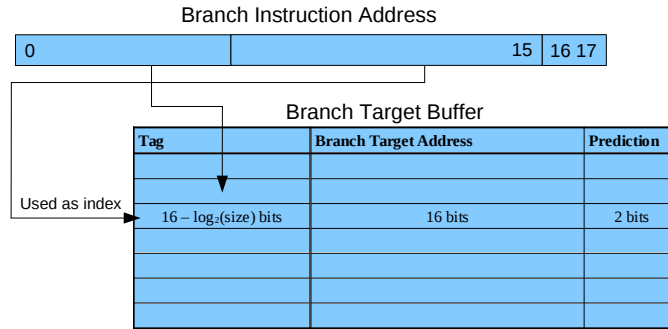 Branch Instruction Address
0 15 16 17
Branch Target Buffer
Tag Branch Target Address Prediction
Used as index
16 – log₂(size) bits 16 bits 2 bits